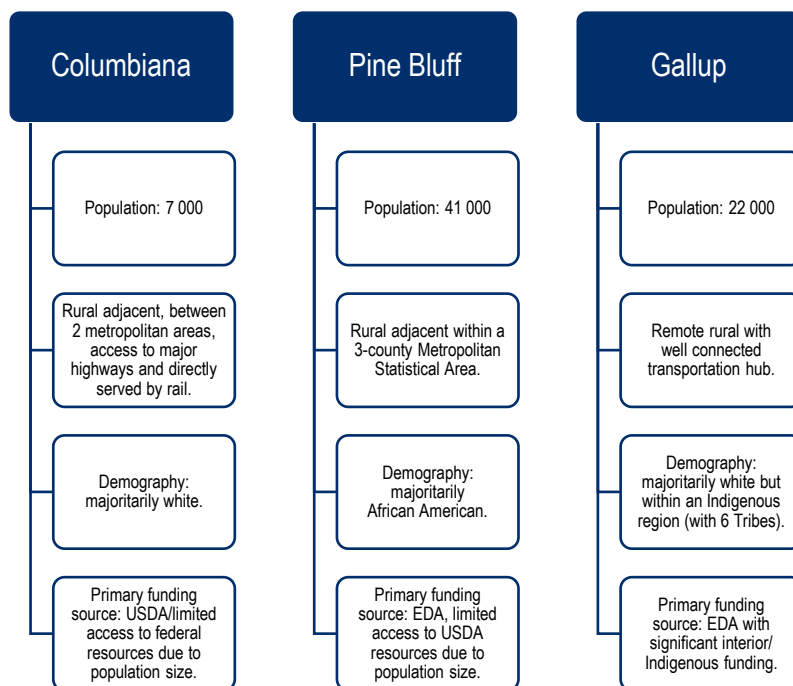 Columbiana
Population: 7 000
Rural adjacent, between
2 metropolitan areas,
access to major
highways and directly
served by rail.
Demography:
majoritarily white.
Primary funding
source: USDA/limited
access to federal
resources due to
population size.
Pine Bluff
Population: 41 000
Rural adjacent within a
3-county Metropolitan
Statistical Area.
Demography:
majoritarily
African American.
Primary funding
source: EDA, limited
access to USDA
resources due to
population size.
Gallup
Population: 22 000
Remote rural with
well connected
transportation hub.
Demography:
majoritarily white but
within an Indigenous
region (with 6 Tribes).
Primary funding
source: EDA with
significant interior/
Indigenous funding.